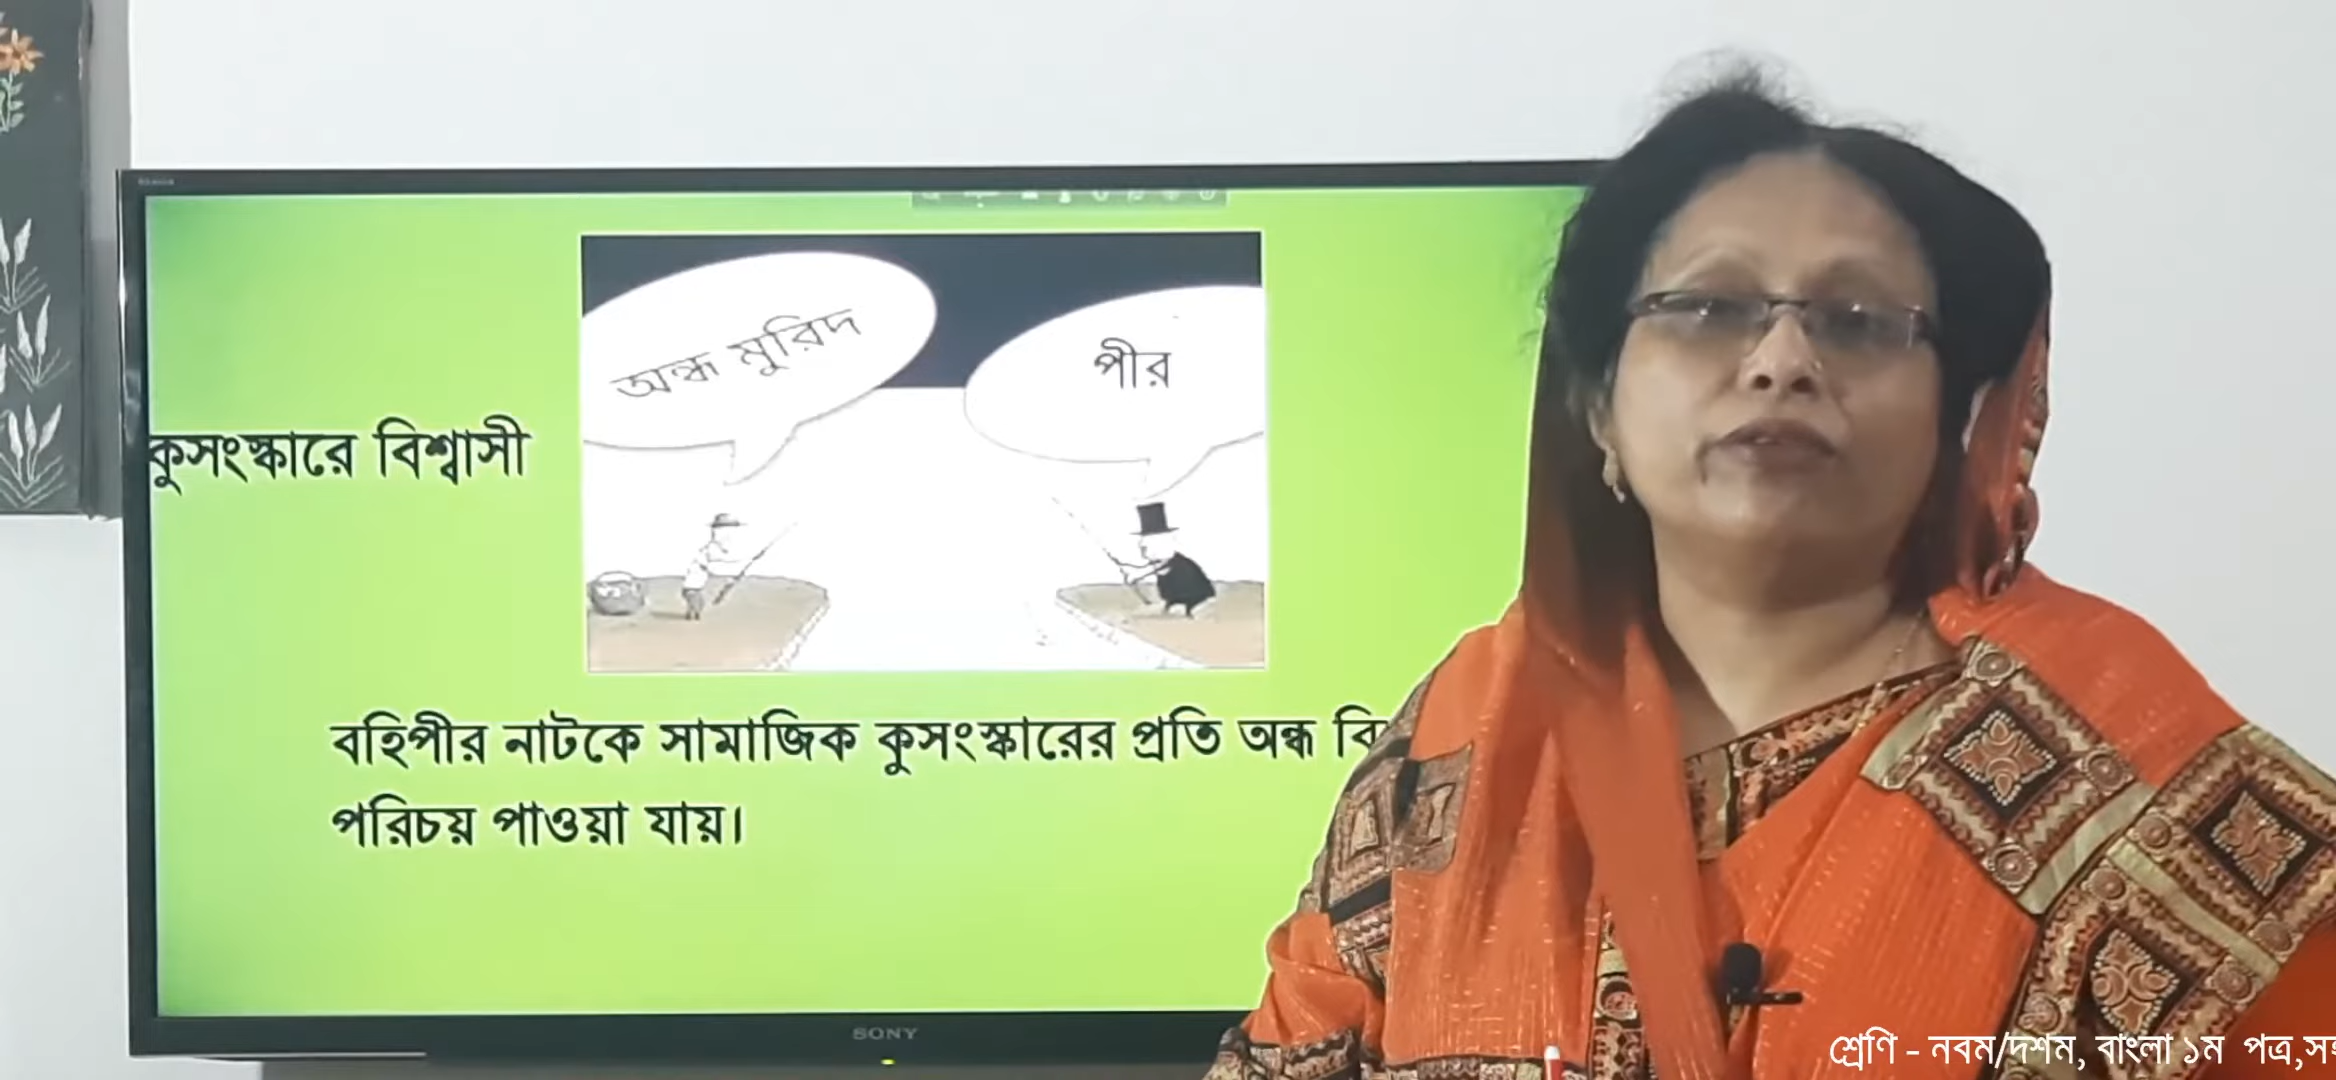 অন্ধ মুরিদ
পীর
কুসংস্কারে বিশ্বাসী
বহিপীর নাটকে সামাজিক কুসংস্কারের প্রতি অন্ধ
পরিচয় পাওয়া যায়।
SONY
শ্রেণি - নবম/দশম, বাংলা ১ম পত্র,